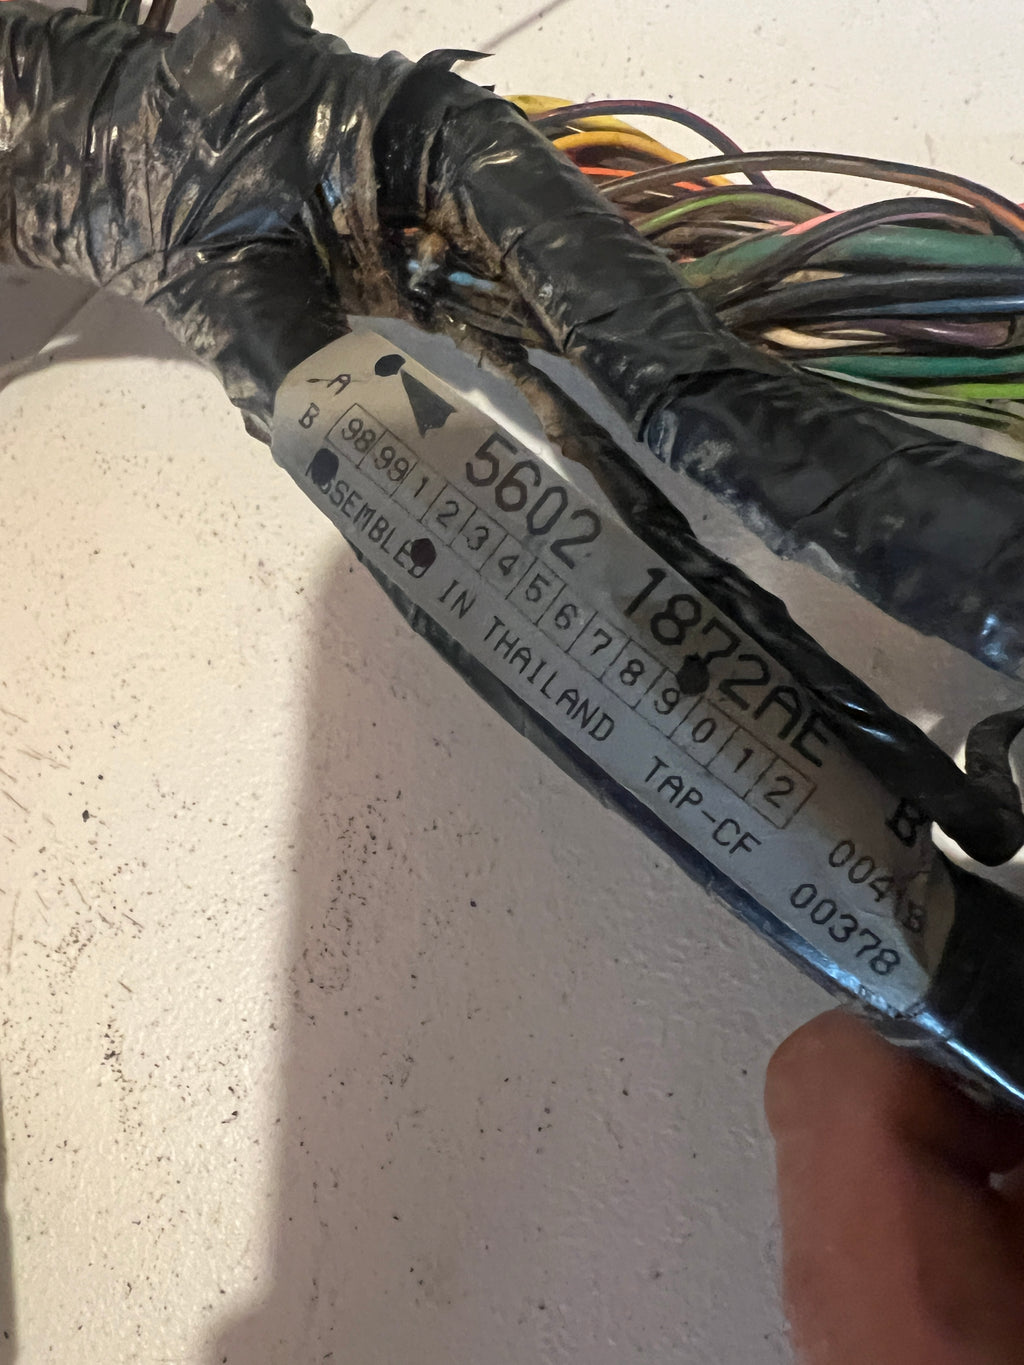 A
5602 1872AE B
B 98 99 1 2 3 4 5 6 7 8 9 0 1 2 004 B
ASSEMBLED IN THAILAND TAP-CF 00378